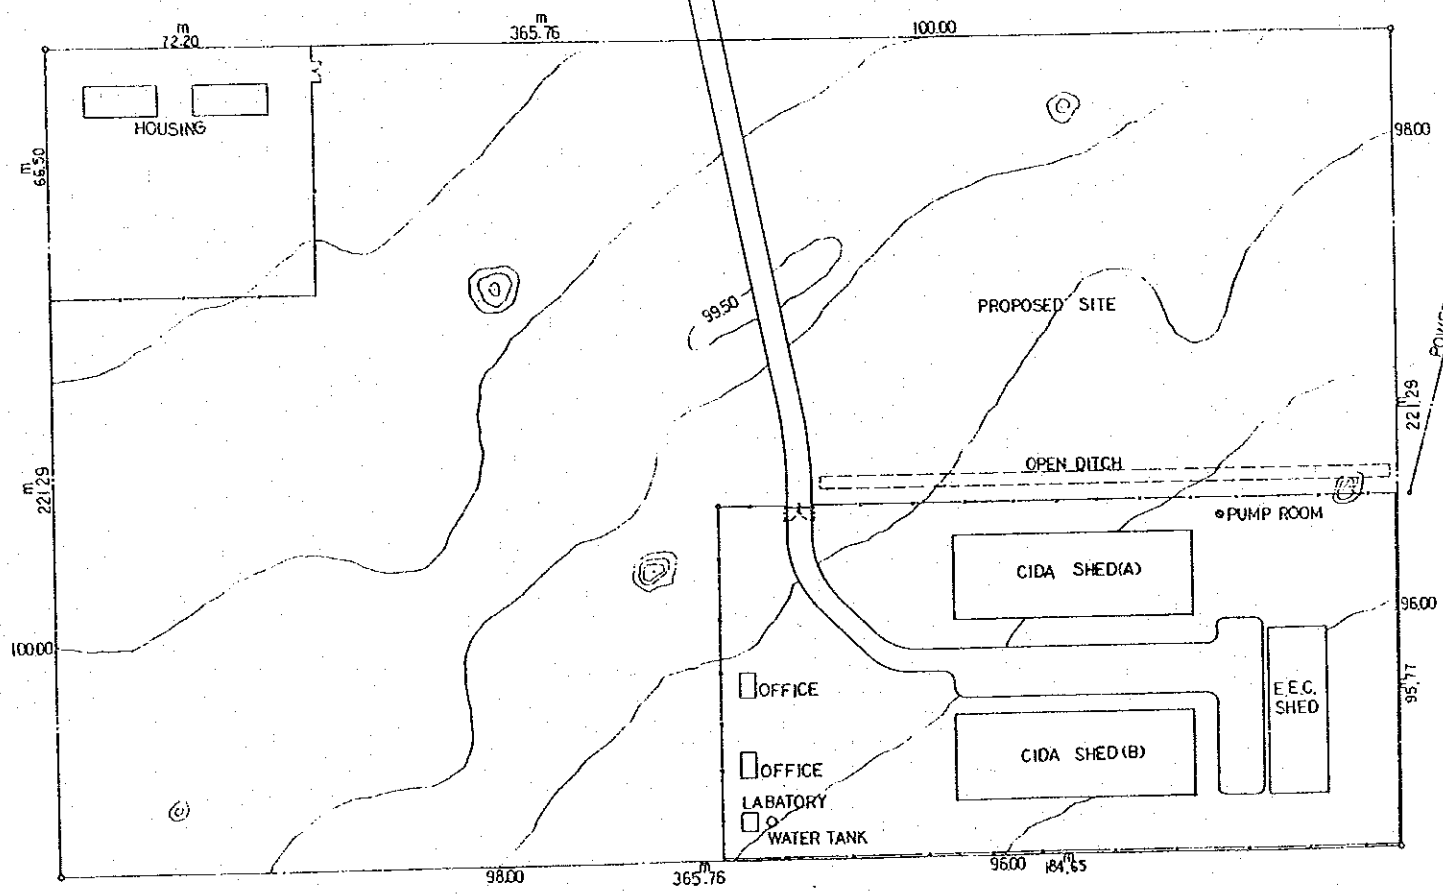 m
72.20
m
365.76
100.00
HOUSING
m
66.50
98.00
99.50
PROPOSED SITE
m
221.29
OPEN DITCH
PUMP ROOM
m
221.29
CIDA SHED(A)
96.00
100.00
OFFICE
E.E.C.
SHED
m
95.77
CIDA SHED(B)
OFFICE
LABATORY
WATER TANK
98.00
m
365.76
96.00
m
184.65